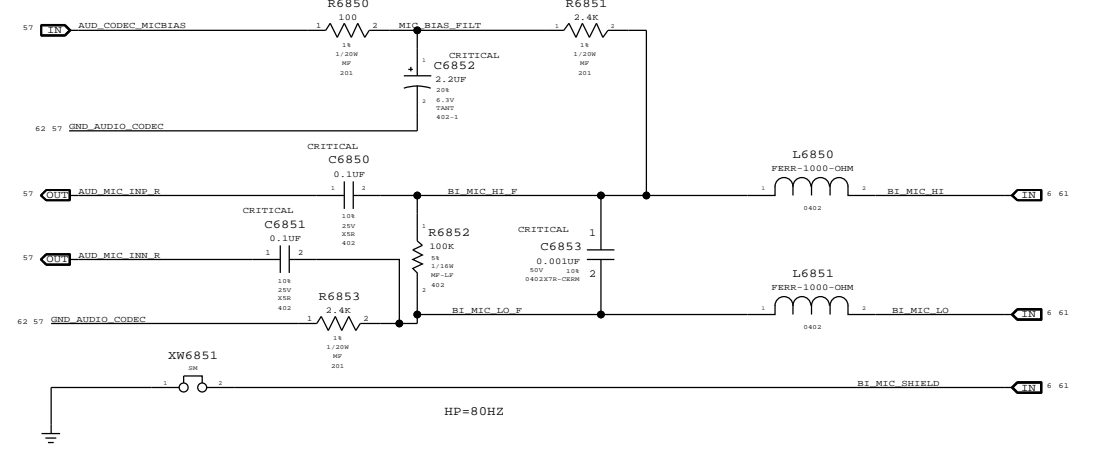 R6850
100
1 2
1%
1/20W
MF
201
57 IN AUD_CODEC_MICBIAS
MIC_BIAS_FILT
R6851
2.4K
1 2
1%
1/20W
MF
201
CRITICAL
C6852
1
+
2.2UF
20%
2 6.3V
TANT
402-1
62 57 GND_AUDIO_CODEC
CRITICAL
C6850
0.1UF
1 2
10%
25V
X5R
402
57 OUT AUD_MIC_INP_R
BI_MIC_HI_F
L6850
FERR-1000-OHM
1 2
0402
BI_MIC_HI
IN 6 61
CRITICAL
C6851
0.1UF
1 2
10%
25V
X5R
402
57 OUT AUD_MIC_INN_R
1
R6852
100K
5%
1/16W
MF-LF
402
2
CRITICAL
1
C6853
0.001UF
50V 10%
2
0402X7R-CERM
62 57 GND_AUDIO_CODEC
R6853
2.4K
1 2
1%
1/20W
MF
201
BI_MIC_LO_F
L6851
FERR-1000-OHM
1 2
0402
BI_MIC_LO
IN 6 61
XW6851
SM
1 2
BI_MIC_SHIELD
IN 6 61
HP=80HZ